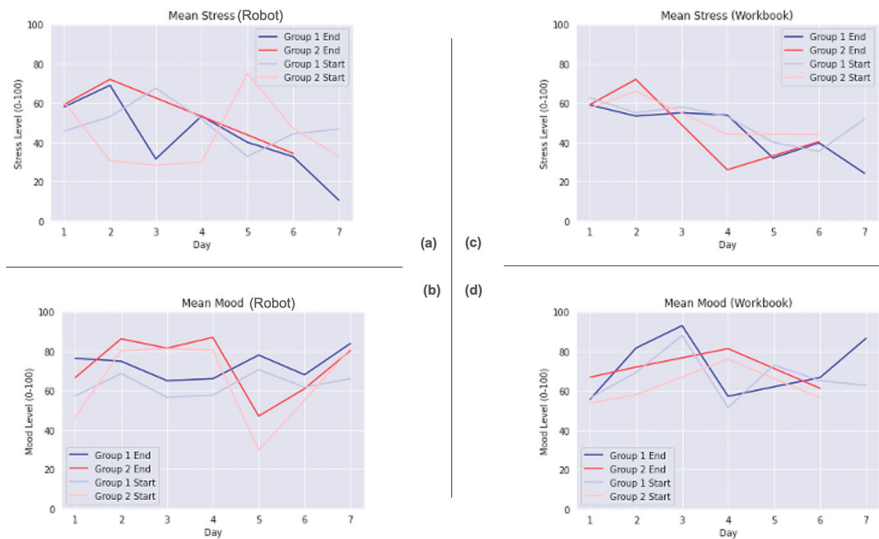 Mean Stress (Robot)
100
80
60
40
20
0
Stress Level (0-100)
Group 1 End
Group 2 End
Group 1 Start
Group 2 Start
1 2 3 4 5 6 7
Day
(a)
Mean Mood (Robot)
(b)
100
80
60
40
20
0
Mood Level (0-100)
Group 1 End
Group 2 End
Group 1 Start
Group 2 Start
1 2 3 4 5 6 7
Day
Mean Stress (Workbook)
100
80
60
40
20
0
Stress Level (0-100)
Group 1 End
Group 2 End
Group 1 Start
Group 2 Start
1 2 3 4 5 6 7
Day
(c)
(d)
Mean Mood (Workbook)
100
80
60
40
20
0
Mood Level (0-100)
Group 1 End
Group 2 End
Group 1 Start
Group 2 Start
1 2 3 4 5 6 7
Day